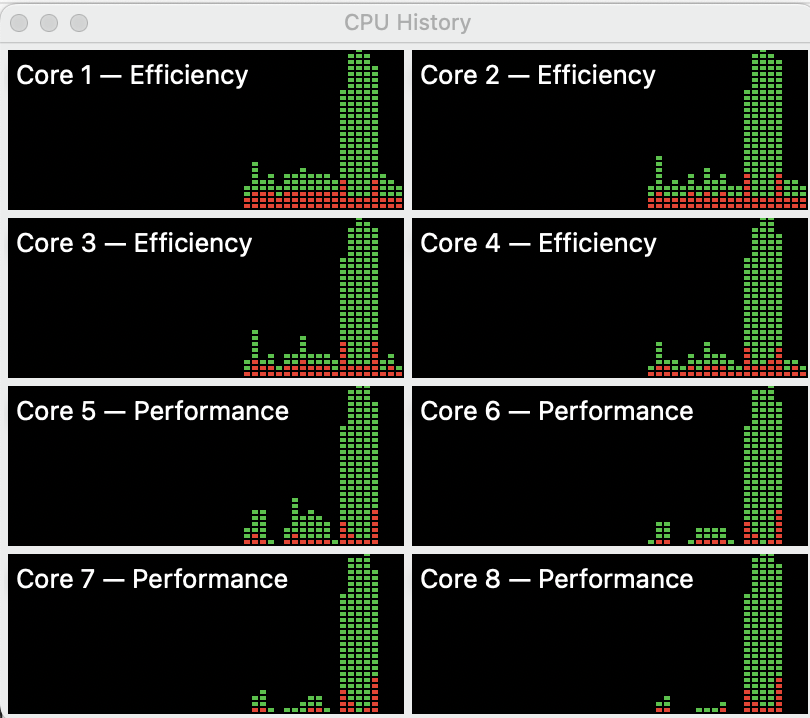 CPU History
Core 1 — Efficiency
Core 2 — Efficiency
Core 3 — Efficiency
Core 4 — Efficiency
Core 5 — Performance
Core 6 — Performance
Core 7 — Performance
Core 8 — Performance